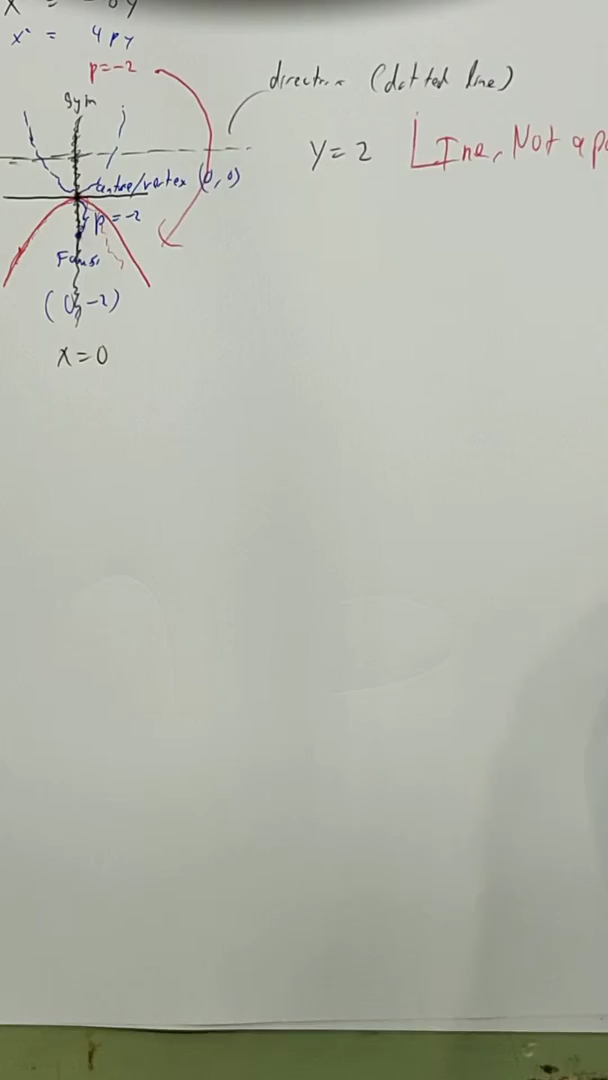 x² = 4py
p=-2
directrix (dotted line)
Sym
y=2 Line, Not a po
centre/vertex (0,0)
p=-2
Focus
(0,-2)
x=0